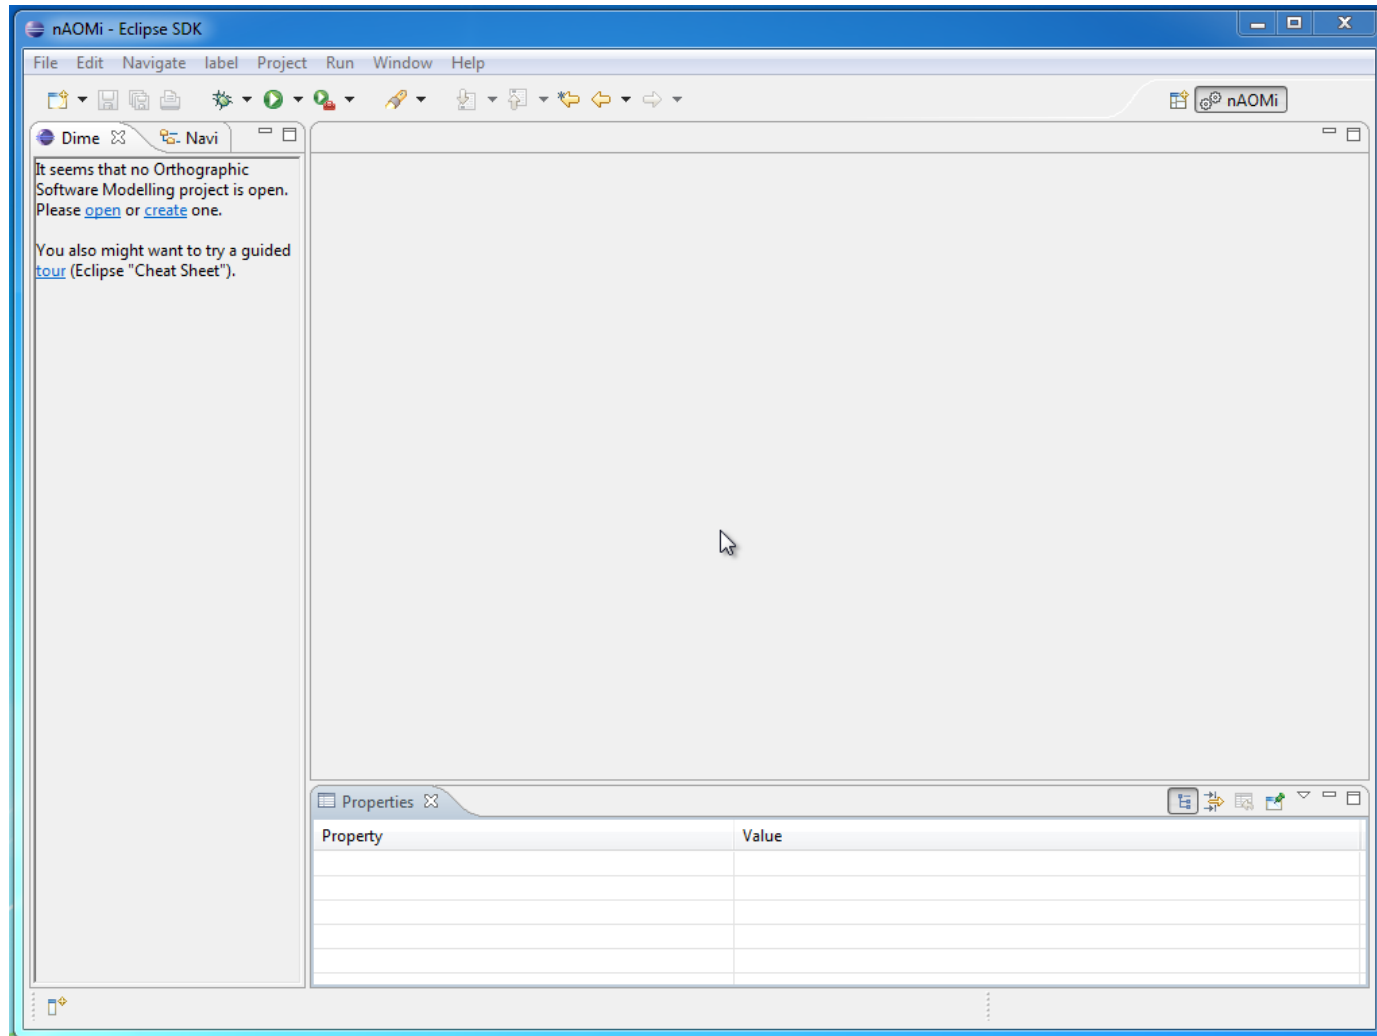 nAOMi - Eclipse SDK
File Edit Navigate label Project Run Window Help
nAOMi
Dime Navi
It seems that no Orthographic
Software Modelling project is open.
Please open or create one.
You also might want to try a guided
tour (Eclipse "Cheat Sheet").
Properties
Property Value